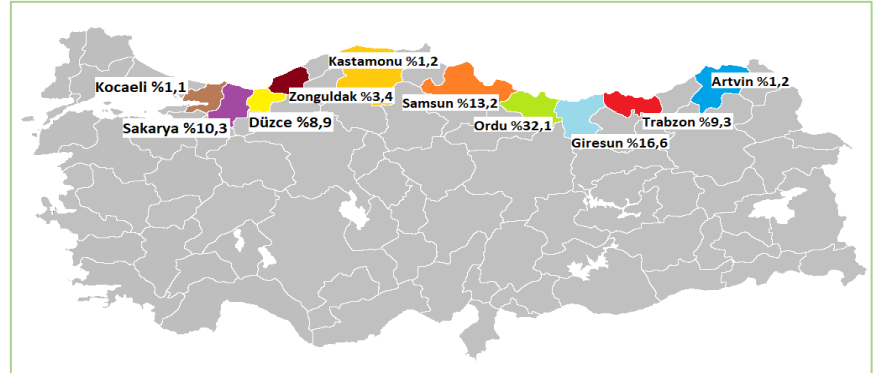 Kastamonu %1,2
Kocaeli %1,1
Artvin %1,2
Zonguldak %3,4
Samsun %13,2
Sakarya %10,3
Düzce %8,9
Ordu %32,1
Trabzon %9,3
Giresun %16,6